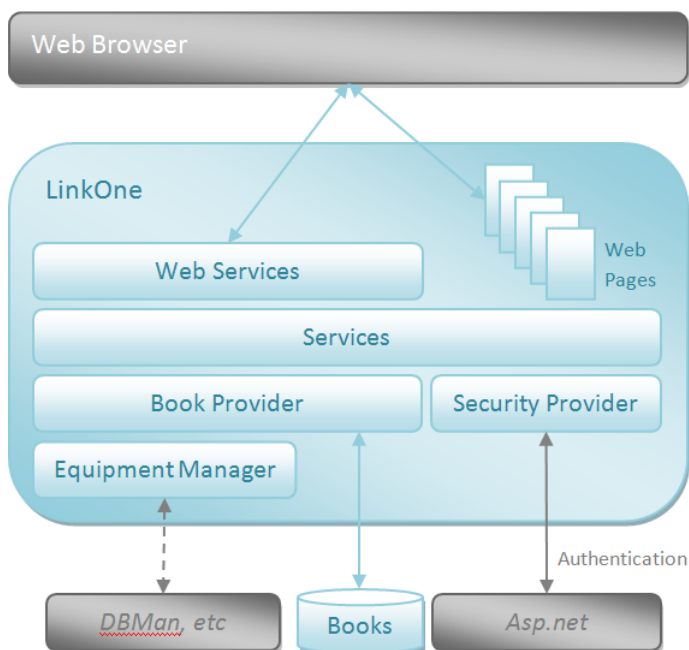 Web Browser
LinkOne
Web
Pages
Web Services
Services
Book Provider
Security Provider
Equipment Manager
Authentication
DBMan, etc
Books
Asp.net